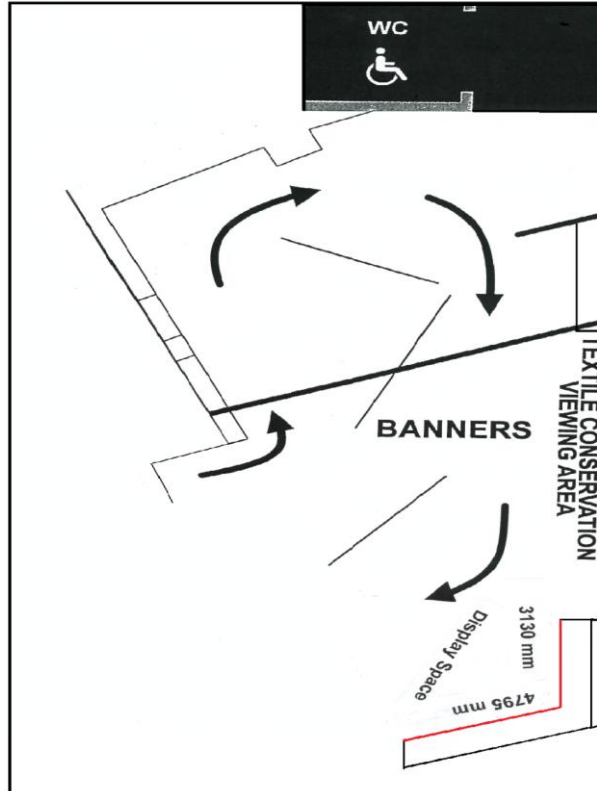 WC
BANNERS
TEXTILE CONSERVATION
VIEWING AREA
3130 mm
Display Space
4795 mm